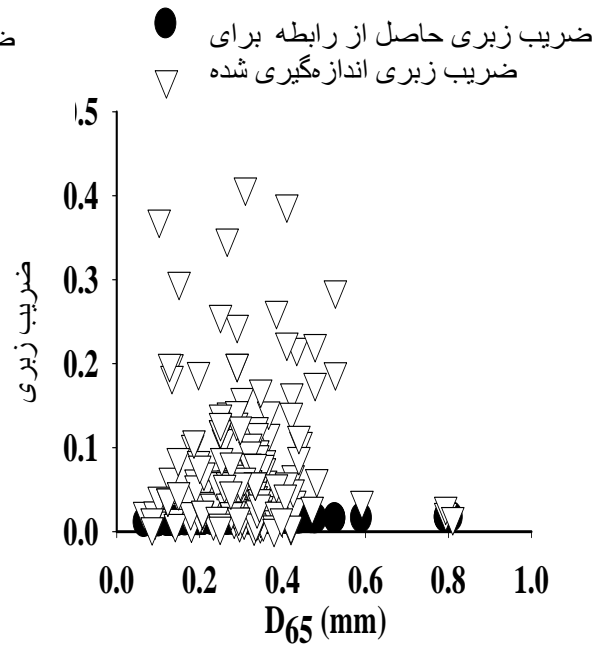 ضریب زبری حاصل از رابطه برای
ضریب زبری اندازه‌گیری شده
0.4
0.3
0.2
0.1
0.0
ضریب زبری
0.0 0.2 0.4 0.6 0.8 1.0
D65 (mm)